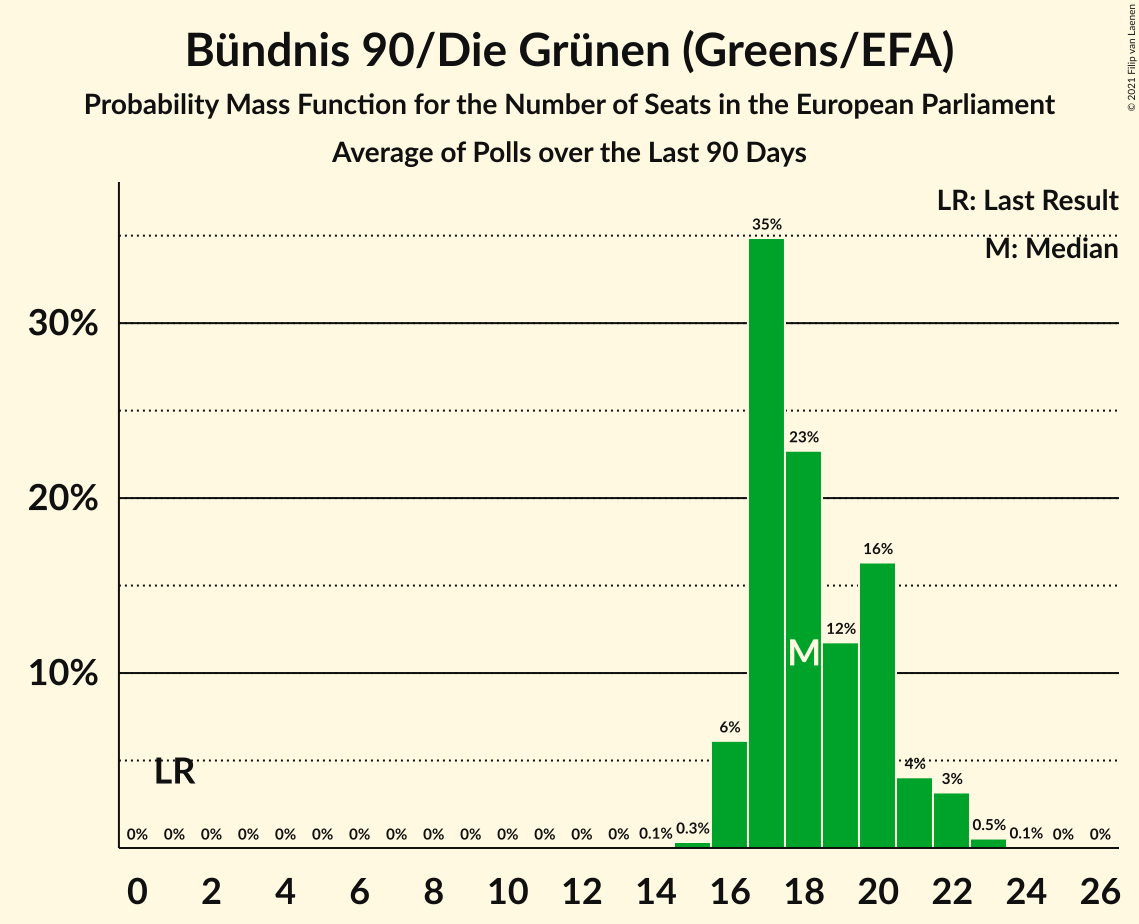 Bündnis 90/Die Grünen (Greens/EFA)
Probability Mass Function for the Number of Seats in the European Parliament
Average of Polls over the Last 90 Days
© 2021 Filip van Laenen
LR: Last Result
M: Median
35%
30%
23%
20%
16%
12%
M
10%
6%
LR
4%
3%
0% 0% 0% 0% 0% 0% 0% 0% 0% 0% 0% 0% 0% 0% 0.1% 0.3% 0.5% 0.1% 0% 0%
0 2 4 6 8 10 12 14 16 18 20 22 24 26